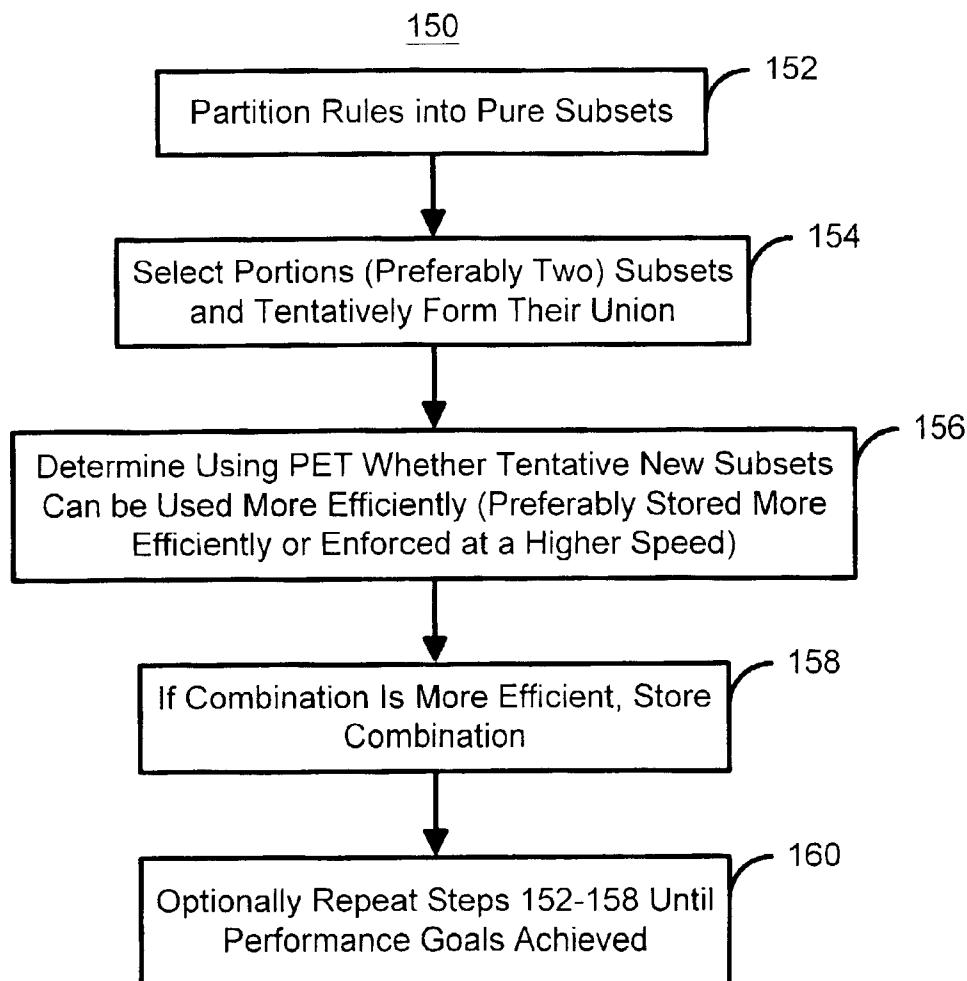 150
152
Partition Rules into Pure Subsets
154
Select Portions (Preferably Two) Subsets
and Tentatively Form Their Union
156
Determine Using PET Whether Tentative New Subsets
Can be Used More Efficiently (Preferably Stored More
Efficiently or Enforced at a Higher Speed)
158
If Combination Is More Efficient, Store
Combination
160
Optionally Repeat Steps 152-158 Until
Performance Goals Achieved